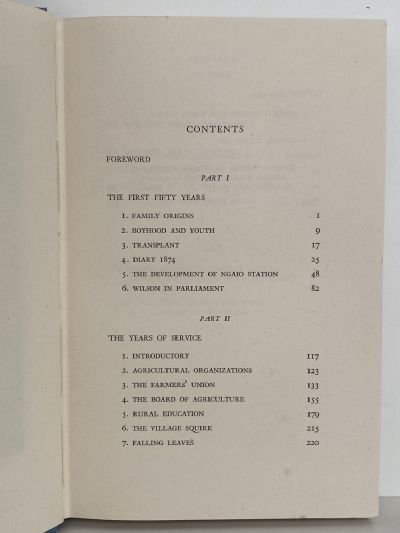 CONTENTS
FOREWORD
PART I
THE FIRST FIFTY YEARS
1. FAMILY ORIGINS 1
2. BOYHOOD AND YOUTH 9
3. TRANSPLANT 17
4. DIARY 1874 25
5. THE DEVELOPMENT OF NGAIO STATION 48
6. WILSON IN PARLIAMENT 82
PART II
THE YEARS OF SERVICE
1. INTRODUCTORY 117
2. AGRICULTURAL ORGANIZATIONS 123
3. THE FARMERS' UNION 133
4. THE BOARD OF AGRICULTURE 155
5. RURAL EDUCATION 179
6. THE VILLAGE SQUIRE 215
7. FALLING LEAVES 220